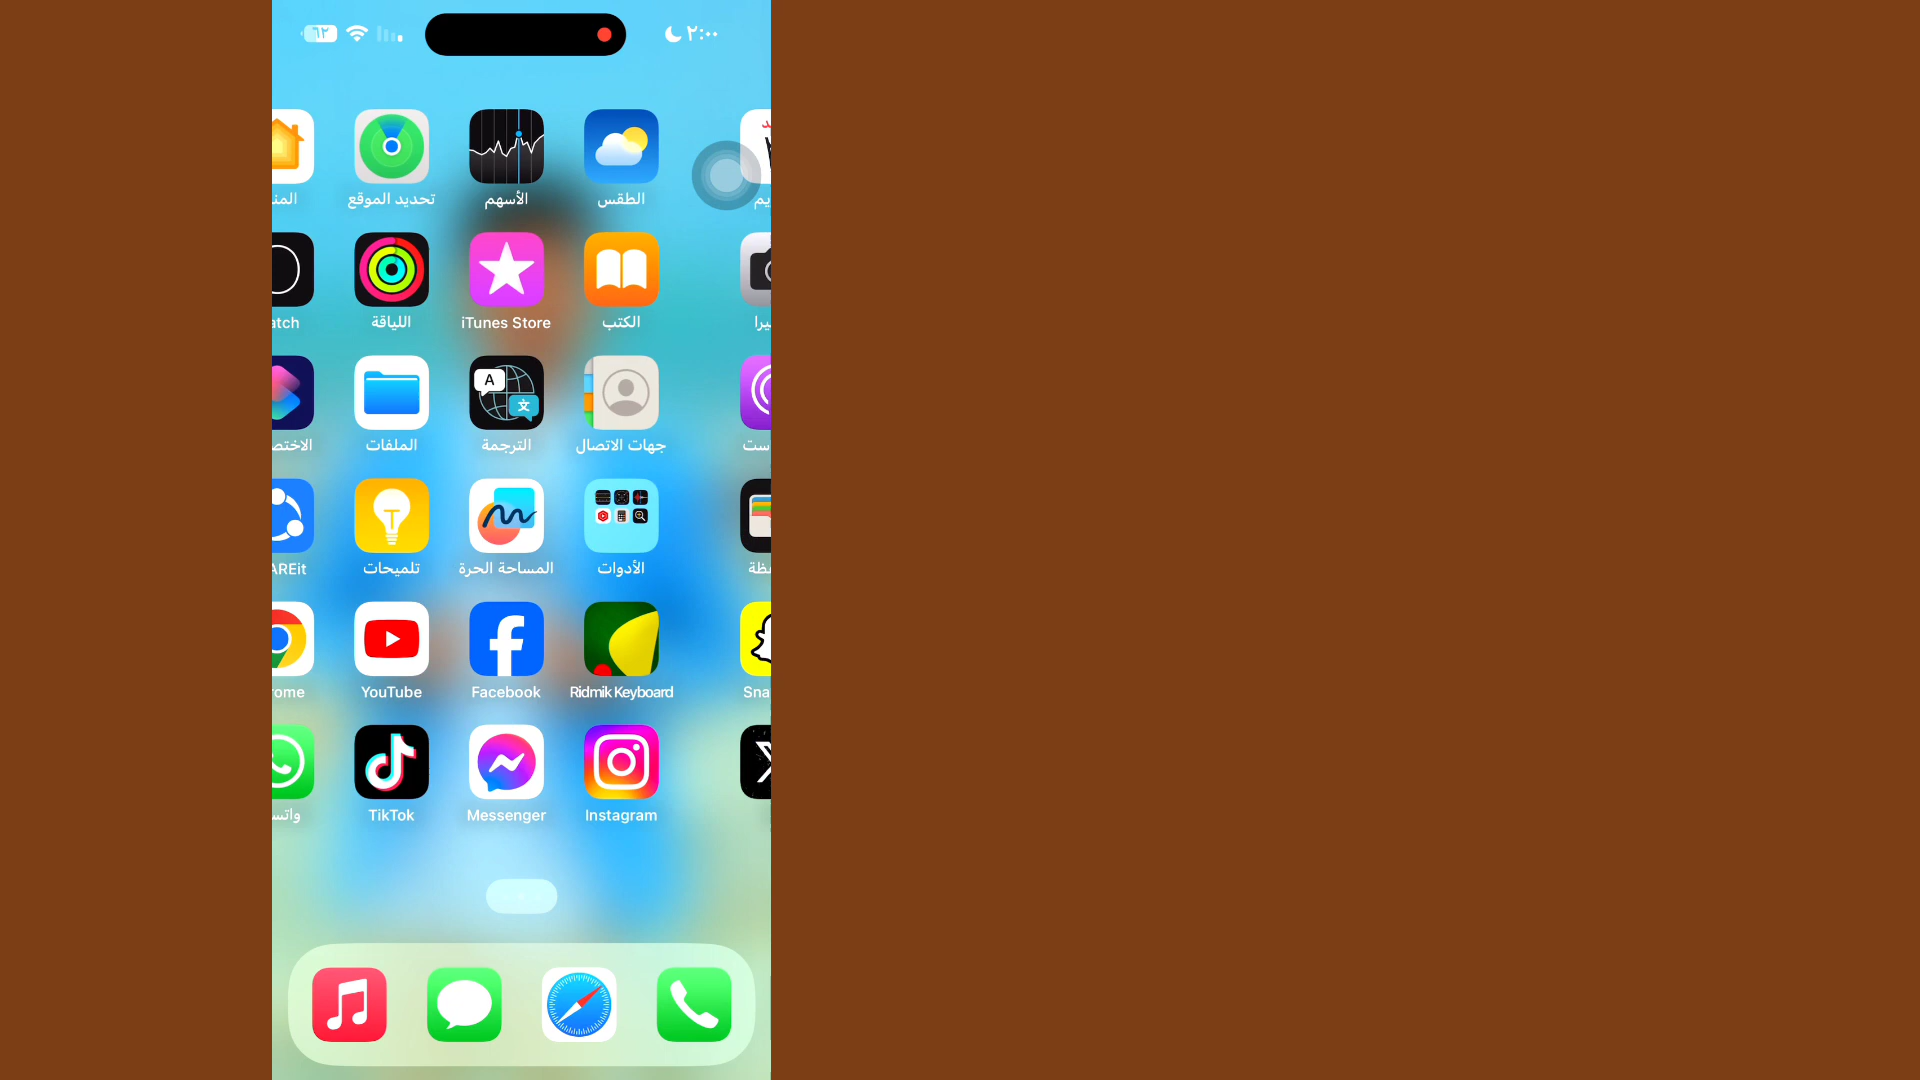 ٢:٠٠ ٦٢
الطقس الأسهم تحديد الموقع
الكتب iTunes Store اللياقة
جهات الاتصال الترجمة الملفات
الأدوات المساحة الحرة تلميحات
YouTube Facebook Ridmik Keyboard
TikTok Messenger Instagram